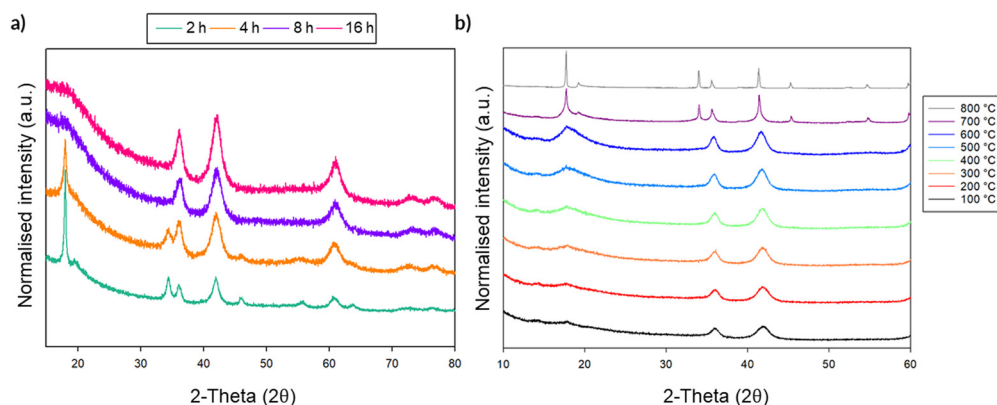 a)
2 h 4 h 8 h 16 h
Normalised intensity (a.u.)
20 30 40 50 60 70 80
2-Theta (2θ)
b)
Normalised intensity (a.u.)
10 20 30 40 50 60
2-Theta (2θ)
800 °C
700 °C
600 °C
500 °C
400 °C
300 °C
200 °C
100 °C